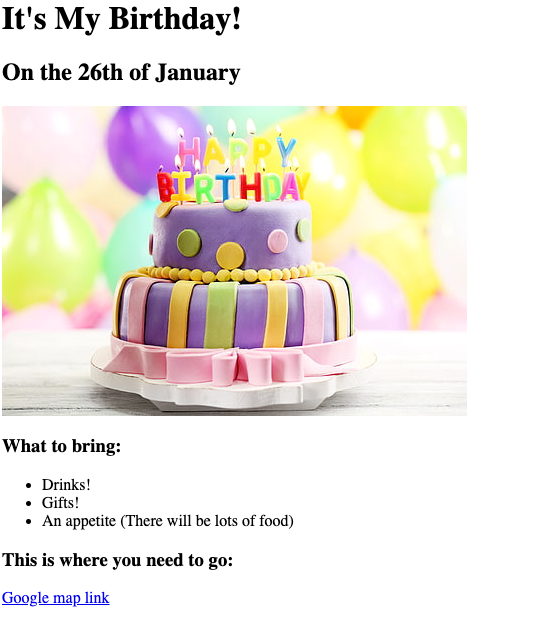 It's My Birthday!
On the 26th of January
HAPPY
BIRTHDAY
What to bring:
Drinks!
Gifts!
An appetite (There will be lots of food)
This is where you need to go:
Google map link